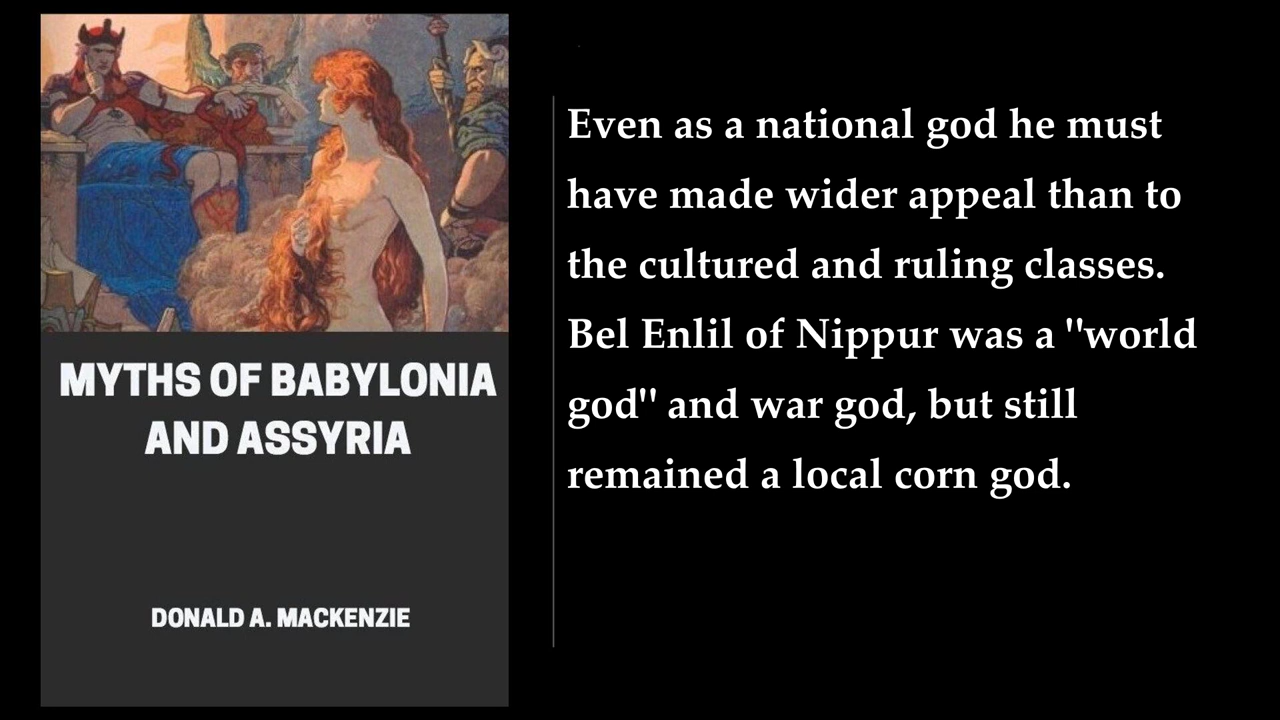 MYTHS OF BABYLONIA
AND ASSYRIA
DONALD A. MACKENZIE
Even as a national god he must
have made wider appeal than to
the cultured and ruling classes.
Bel Enlil of Nippur was a "world
god" and war god, but still
remained a local corn god.